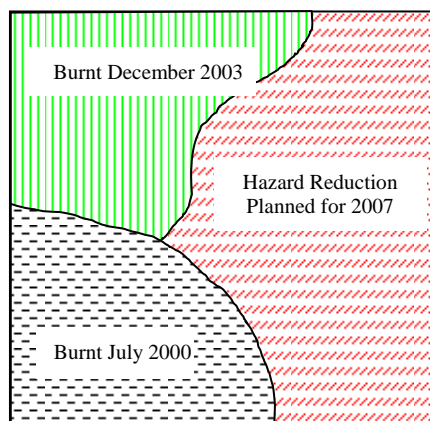 Burnt December 2003
Hazard Reduction
Planned for 2007
Burnt July 2000